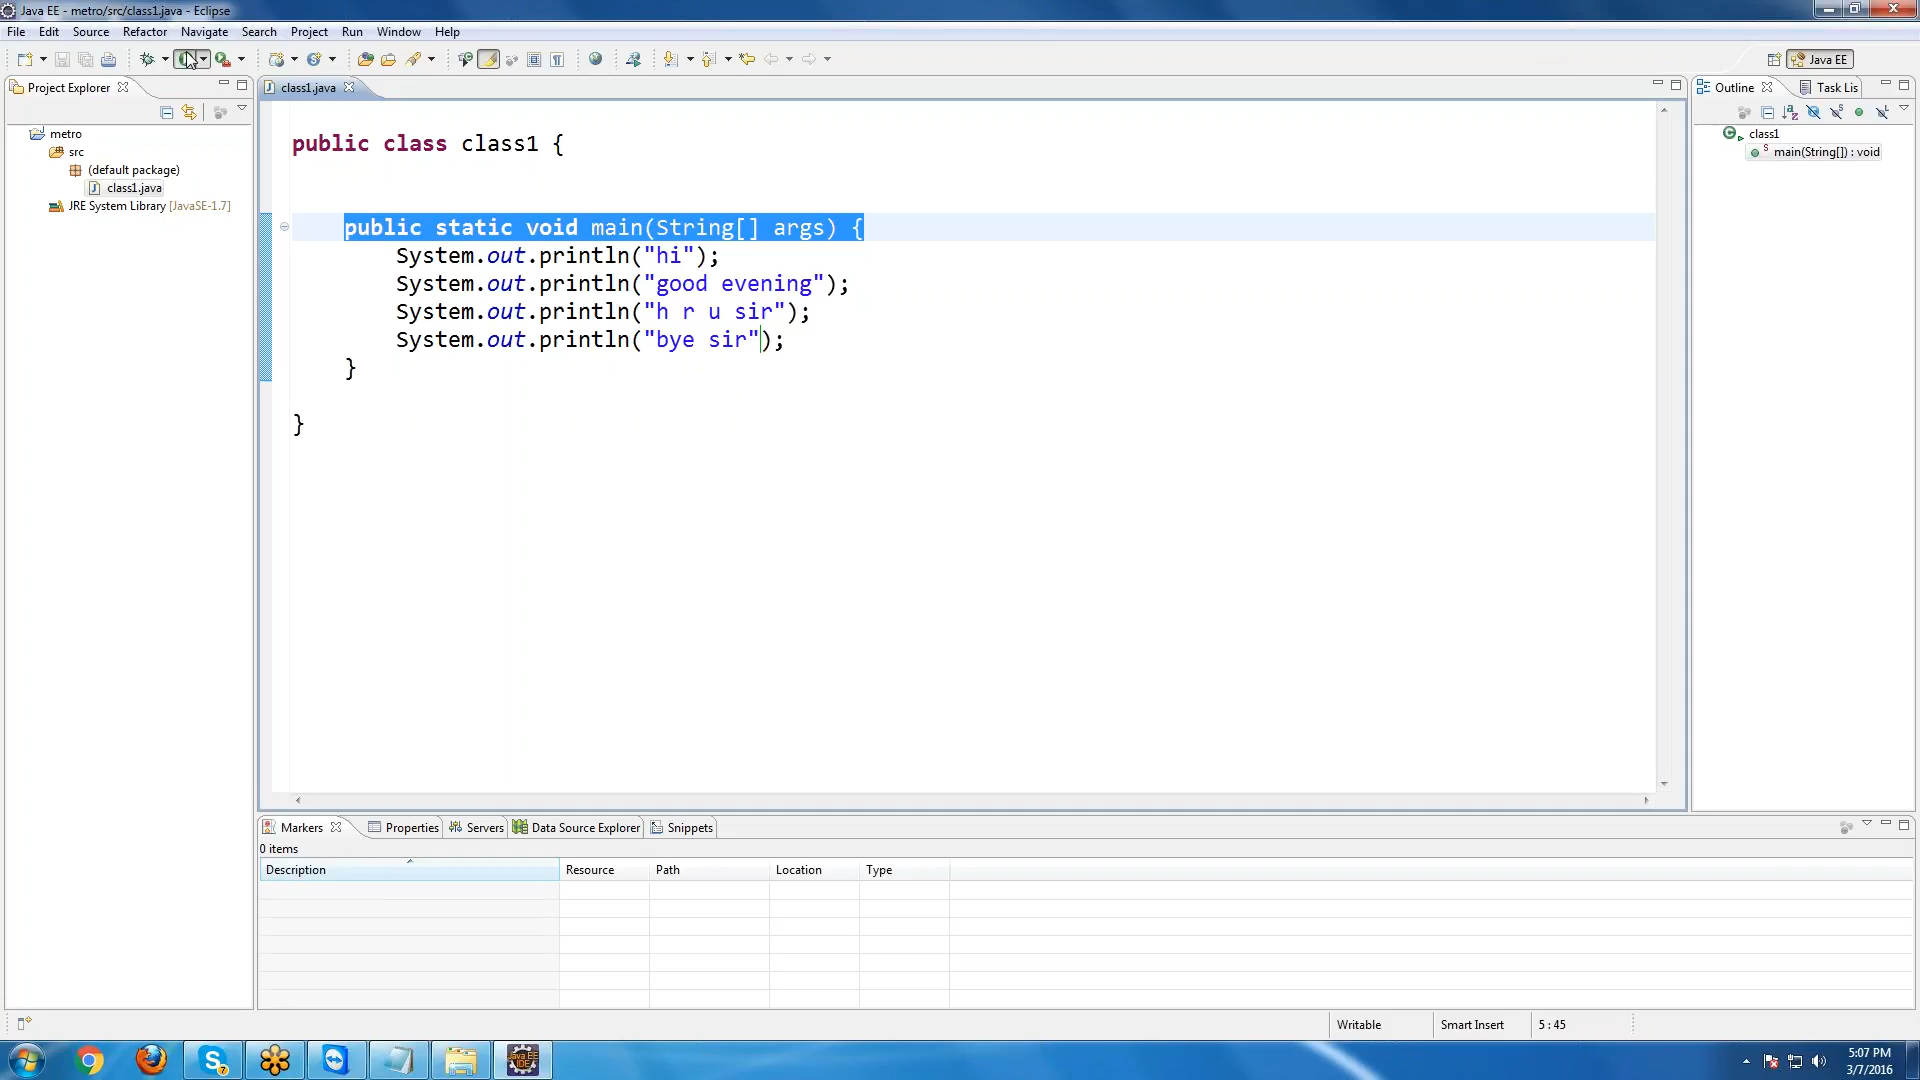 Java EE - metro/src/class1.java - Eclipse
File Edit Source Refactor Navigate Search Project Run Window Help
Java EE
Project Explorer
class1.java
Outline
Task Lis
metro
src
(default package)
class1.java
JRE System Library [JavaSE-1.7]
public class class1 {
public static void main(String[] args) {
System.out.println("hi");
System.out.println("good evening");
System.out.println("h r u sir");
System.out.println("bye sir");
}
}
class1
main(String[]) : void
Markers
Properties
Servers
Data Source Explorer
Snippets
0 items
Description Resource Path Location Type
Writable Smart Insert 5 : 45
Java EE
IDE
5:07 PM
3/7/2016